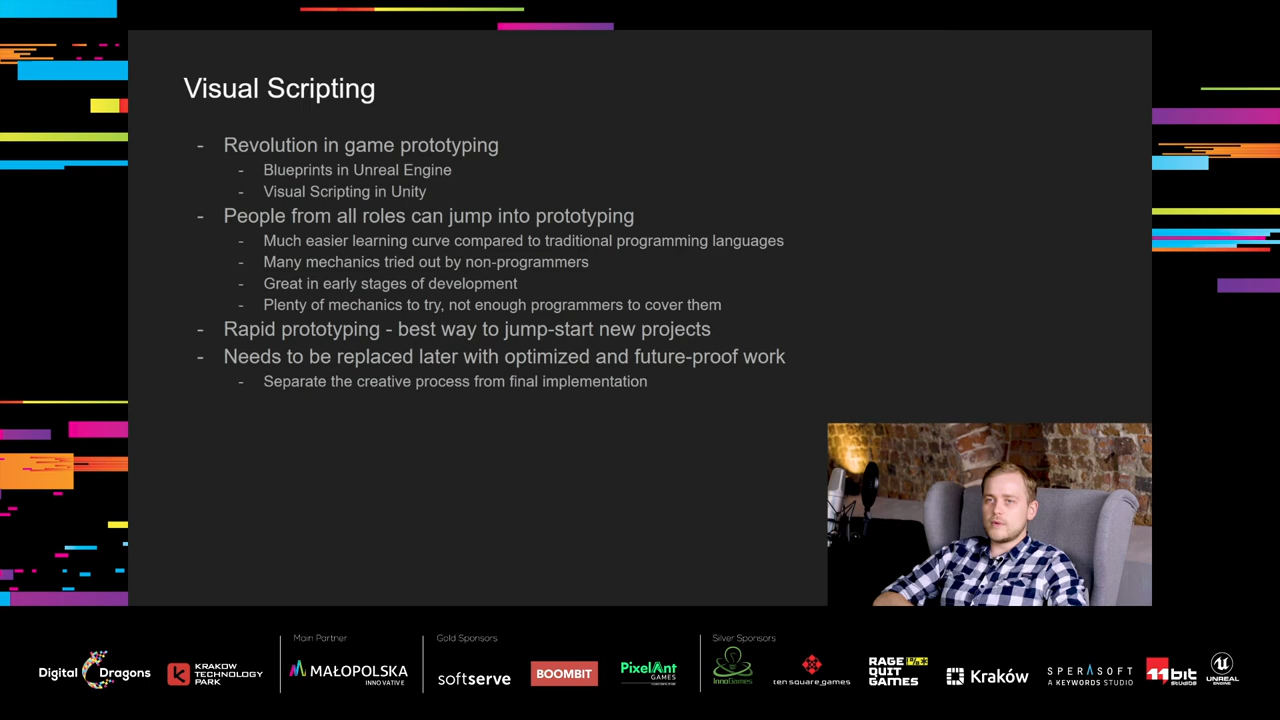 Visual Scripting
- Revolution in game prototyping
- Blueprints in Unreal Engine
- Visual Scripting in Unity
- People from all roles can jump into prototyping
- Much easier learning curve compared to traditional programming languages
- Many mechanics tried out by non-programmers
- Great in early stages of development
- Plenty of mechanics to try, not enough programmers to cover them
- Rapid prototyping - best way to jump-start new projects
- Needs to be replaced later with optimized and future-proof work
- Separate the creative process from final implementation
Main Partner
Gold Sponsors
Silver Sponsors
Digital Dragons
KRAKOW
TECHNOLOGY
PARK
MAŁOPOLSKA
INNOVATIVE
softserve
BOOMBIT
PixelAnt
GAMES
InnoGames
ten square games
RAGE
QUIT
GAMES
Kraków
SPERASOFT
A KEYWORDS STUDIO
11bit
STUDIOS
UNREAL
ENGINE